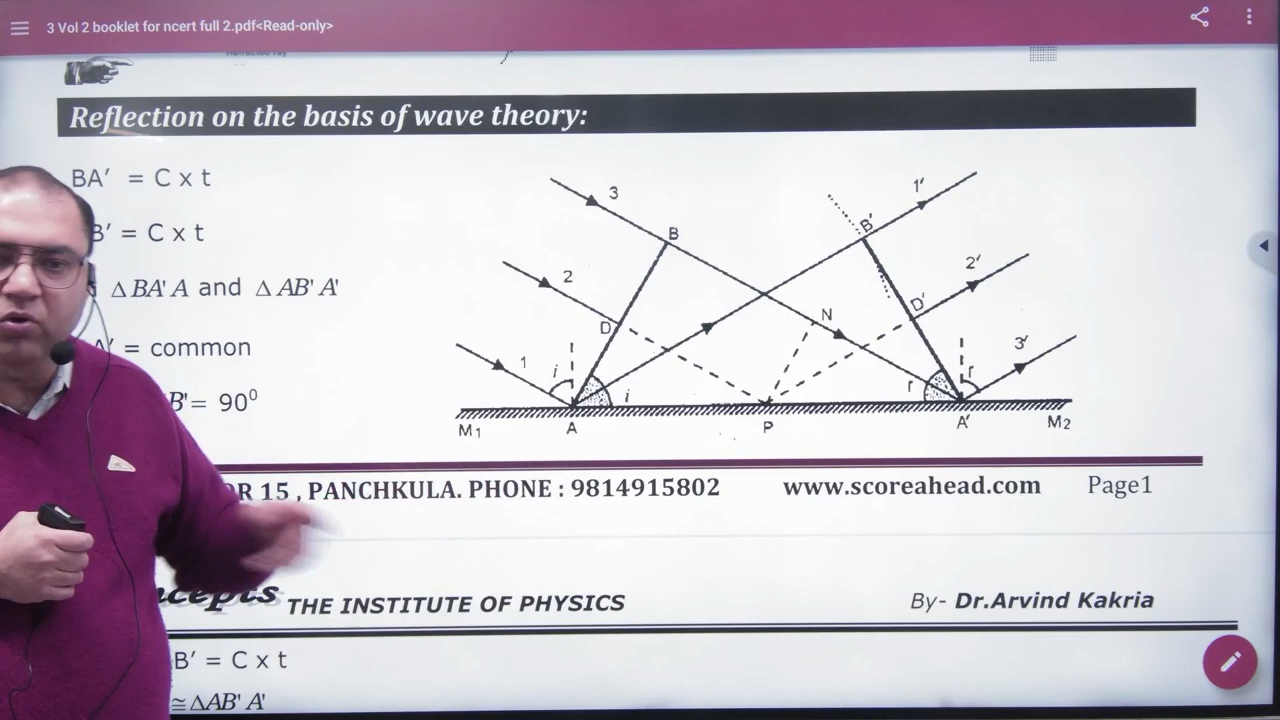 3 Vol 2 booklet for ncert full 2.pdf<Read-only>
Reflection on the basis of wave theory:
BA′ = C x t
B′ = C x t
Δ BA' A and Δ AB' A'
A′ = common
B'= 90⁰
3
B
B'
1'
2
D
N
2'
D'
1
i
i
r
r
3'
M₁
A
P
A'
M₂
OR 15 , PANCHKULA. PHONE : 9814915802
www.scoreahead.com
Page1
ncepts THE INSTITUTE OF PHYSICS
By- Dr.Arvind Kakria
B′ = C x t
≅ ΔAB' A'